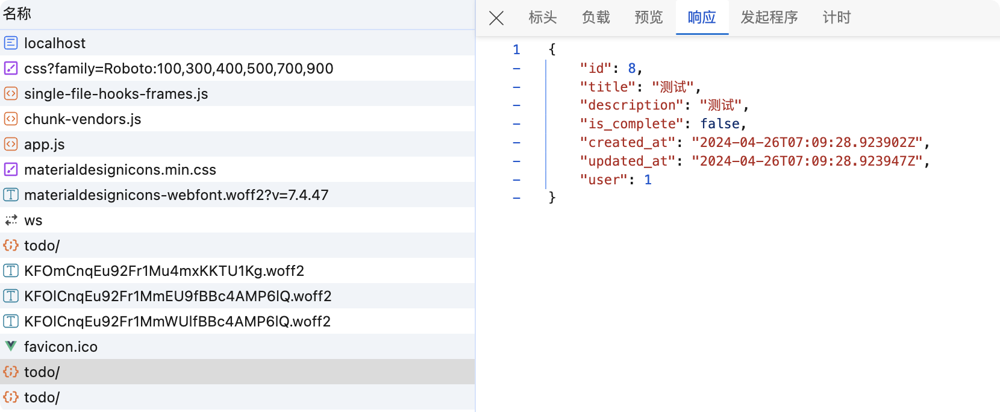 名称
localhost
css?family=Roboto:100,300,400,500,700,900
single-file-hooks-frames.js
chunk-vendors.js
app.js
materialdesignicons.min.css
materialdesignicons-webfont.woff2?v=7.4.47
ws
todo/
KFOmCnqEu92Fr1Mu4mxKKTU1Kg.woff2
KFOlCnqEu92Fr1MmEU9fBBc4AMP6lQ.woff2
KFOlCnqEu92Fr1MmWUlfBBc4AMP6lQ.woff2
favicon.ico
todo/
todo/
标头 负载 预览 响应 发起程序 计时
1 {
- "id": 8,
- "title": "测试",
- "description": "测试",
- "is_complete": false,
- "created_at": "2024-04-26T07:09:28.923902Z",
- "updated_at": "2024-04-26T07:09:28.923947Z",
- "user": 1
- }